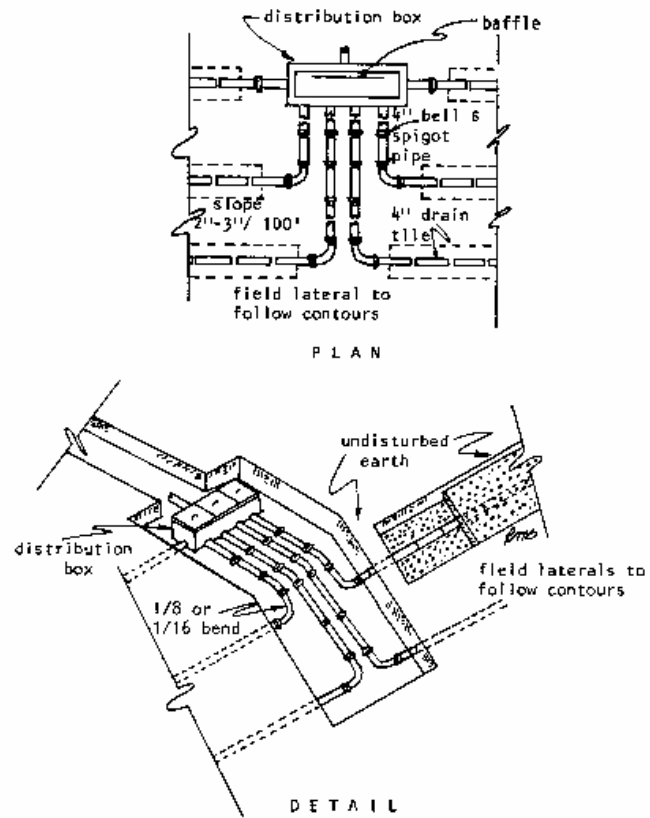 distribution box
baffle
4" bell &
spigot
pipe
slope
2"-3"/ 100'
4" drain
tile
field lateral to
follow contours
PLAN
undisturbed
earth
distribution
box
1/8 or
1/16 bend
field laterals to
follow contours
DETAIL